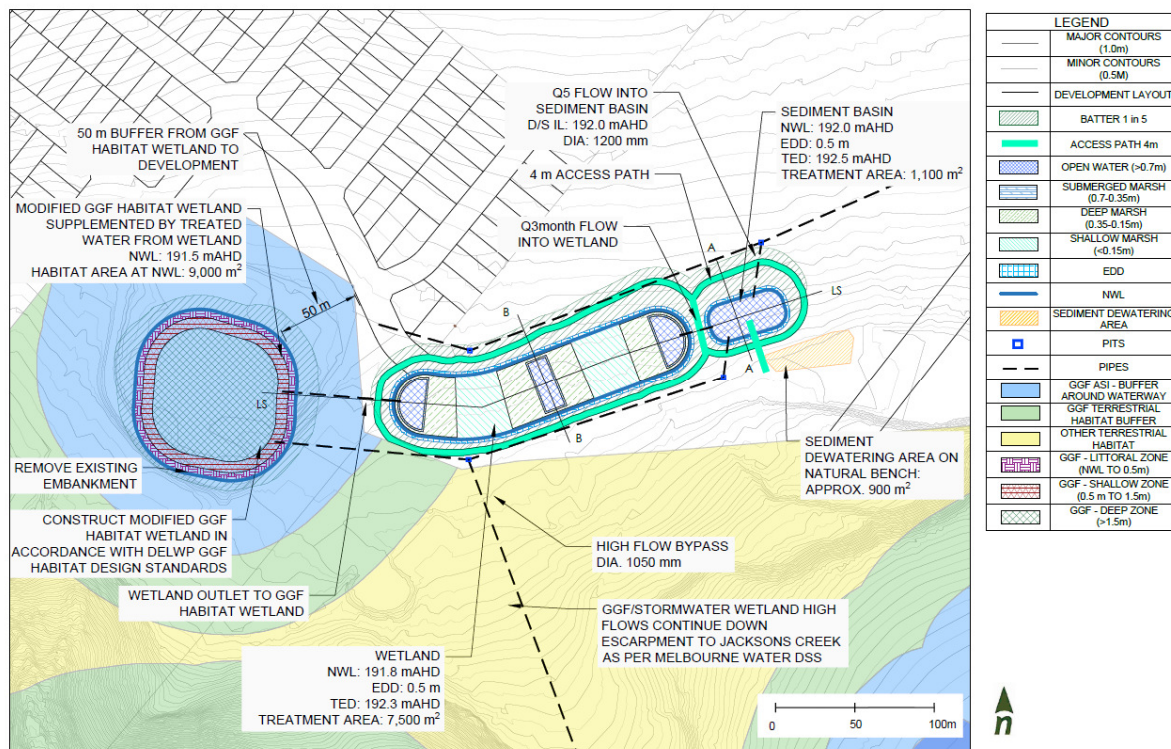 Q5 FLOW INTO
SEDIMENT BASIN
D/S IL: 192.0 mAHD
DIA: 1200 mm
SEDIMENT BASIN
NWL: 192.0 mAHD
EDD: 0.5 m
TED: 192.5 mAHD
TREATMENT AREA: 1,100 m²
50 m BUFFER FROM GGF
HABITAT WETLAND TO
DEVELOPMENT
4 m ACCESS PATH
MODIFIED GGF HABITAT WETLAND
SUPPLEMENTED BY TREATED
WATER FROM WETLAND
NWL: 191.5 mAHD
HABITAT AREA AT NWL: 9,000 m²
Q3month FLOW
INTO WETLAND
A
LS
50 m
B
A
LS
B
REMOVE EXISTING
EMBANKMENT
SEDIMENT
DEWATERING AREA ON
NATURAL BENCH:
APPROX. 900 m²
CONSTRUCT MODIFIED GGF
HABITAT WETLAND IN
ACCORDANCE WITH DELWP GGF
HABITAT DESIGN STANDARDS
HIGH FLOW BYPASS
DIA. 1050 mm
WETLAND OUTLET TO GGF
HABITAT WETLAND
GGF/STORMWATER WETLAND HIGH
FLOWS CONTINUE DOWN
ESCARPMENT TO JACKSONS CREEK
AS PER MELBOURNE WATER DSS
WETLAND
NWL: 191.8 mAHD
EDD: 0.5 m
TED: 192.3 mAHD
TREATMENT AREA: 7,500 m²
0 50 100m
LEGEND
MAJOR CONTOURS
(1.0m)
MINOR CONTOURS
(0.5M)
DEVELOPMENT LAYOUT
BATTER 1 in 5
ACCESS PATH 4m
OPEN WATER (>0.7m)
SUBMERGED MARSH
(0.7-0.35m)
DEEP MARSH
(0.35-0.15m)
SHALLOW MARSH
(<0.15m)
EDD
NWL
SEDIMENT DEWATERING
AREA
PITS
PIPES
GGF ASI - BUFFER
AROUND WATERWAY
GGF TERRESTRIAL
HABITAT BUFFER
OTHER TERRESTRIAL
HABITAT
GGF - LITTORAL ZONE
(NWL TO 0.5m)
GGF - SHALLOW ZONE
(0.5 m TO 1.5m)
GGF - DEEP ZONE
(>1.5m)
n